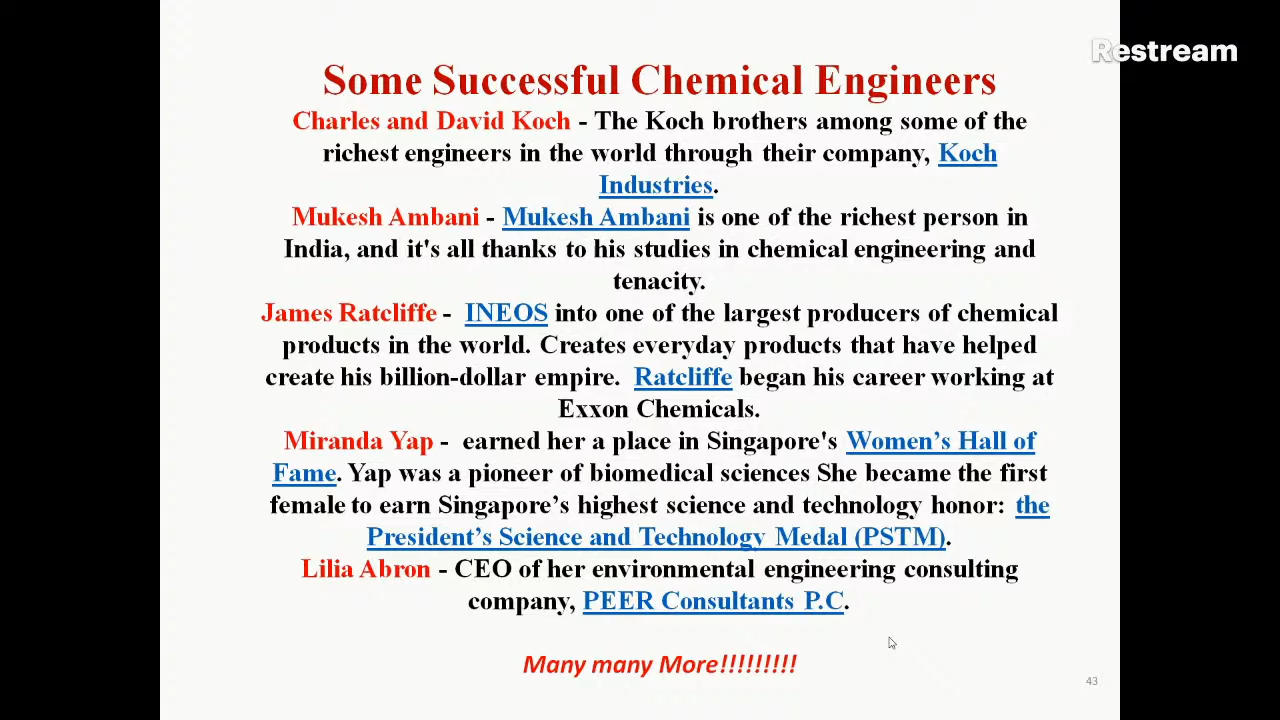 Restream
Some Successful Chemical Engineers
Charles and David Koch - The Koch brothers among some of the
richest engineers in the world through their company, Koch
Industries.
Mukesh Ambani - Mukesh Ambani is one of the richest person in
India, and it's all thanks to his studies in chemical engineering and
tenacity.
James Ratcliffe - INEOS into one of the largest producers of chemical
products in the world. Creates everyday products that have helped
create his billion-dollar empire. Ratcliffe began his career working at
Exxon Chemicals.
Miranda Yap - earned her a place in Singapore's Women’s Hall of
Fame. Yap was a pioneer of biomedical sciences She became the first
female to earn Singapore’s highest science and technology honor: the
President’s Science and Technology Medal (PSTM).
Lilia Abron - CEO of her environmental engineering consulting
company, PEER Consultants P.C.
Many many More!!!!!!!!!
43